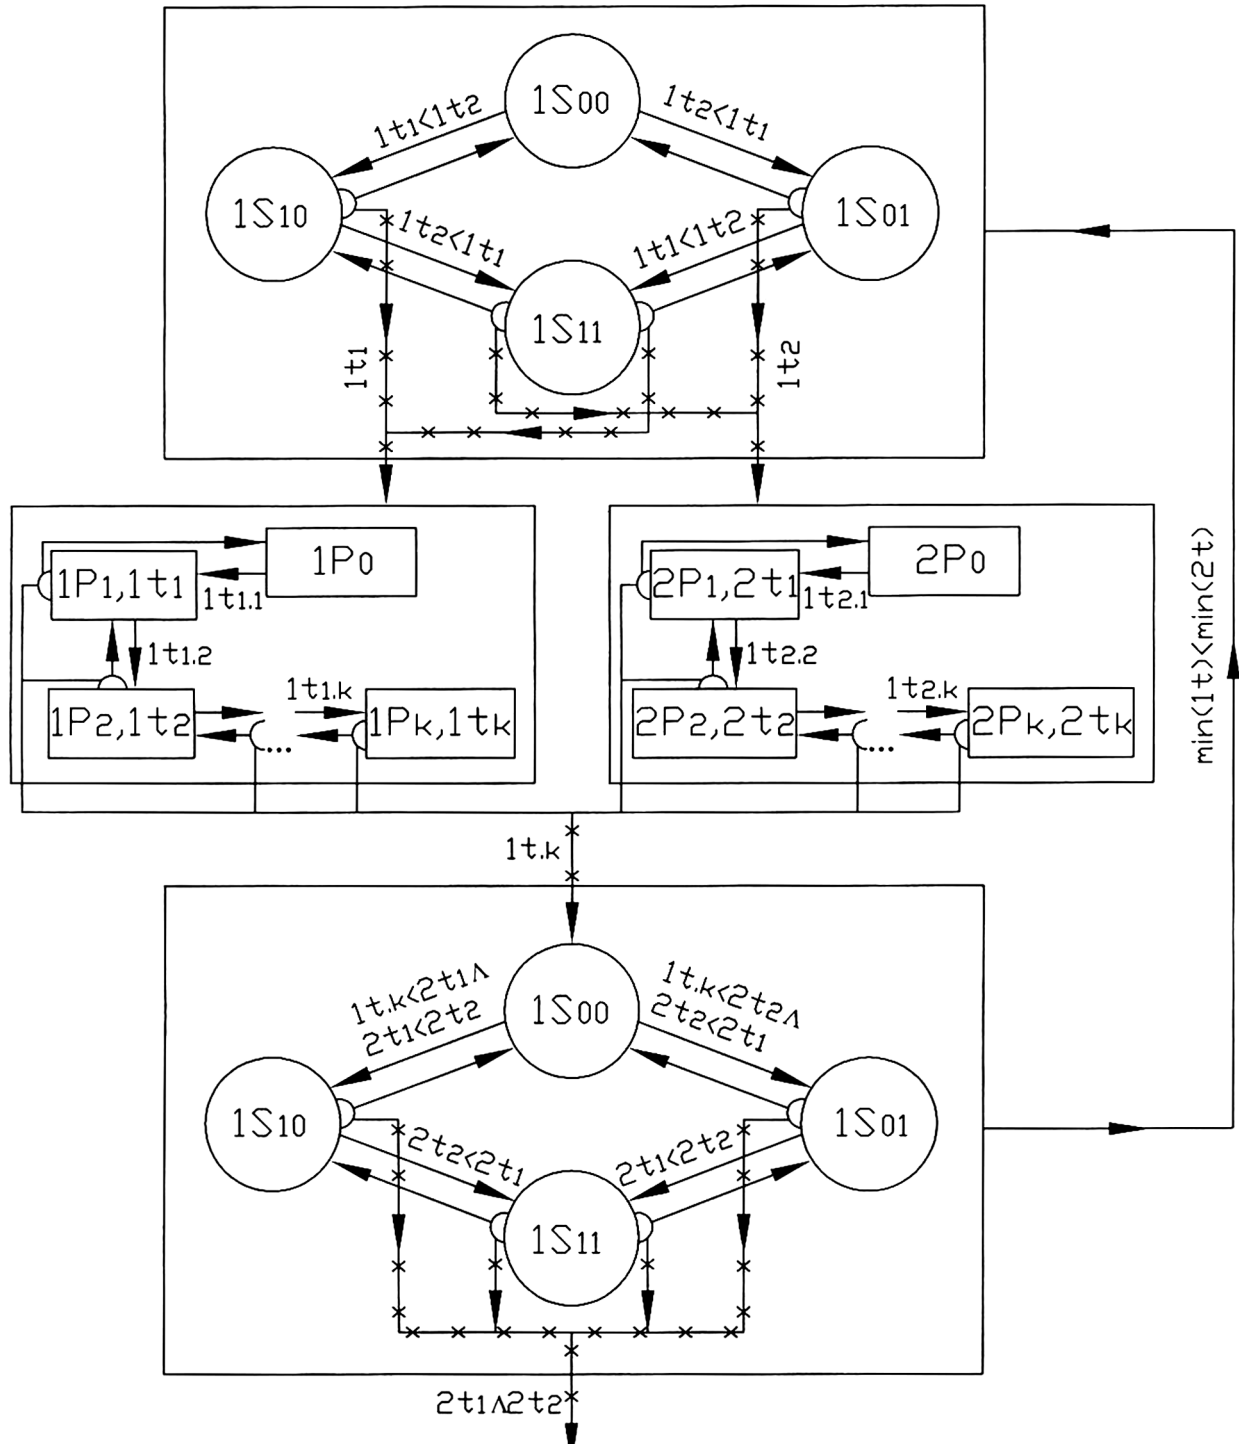 1S00
1t1<1t2
1t2<1t1
1S10
1S01
1t2<1t1
1t1<1t2
1S11
1t1
1t2
1P0
1P1,1t1
1t1.1
1t1.2
1t1.k
1P2,1t2
...
1Pk,1tk
2P0
2P1,2t1
1t2.1
1t2.2
1t2.k
2P2,2t2
...
2Pk,2tk
min(1t)<min(2t)
1t.k
1S00
1t.k<2t1∧
2t1<2t2
1t.k<2t2∧
2t2<2t1
1S10
1S01
2t2<2t1
2t1<2t2
1S11
2t1∧2t2